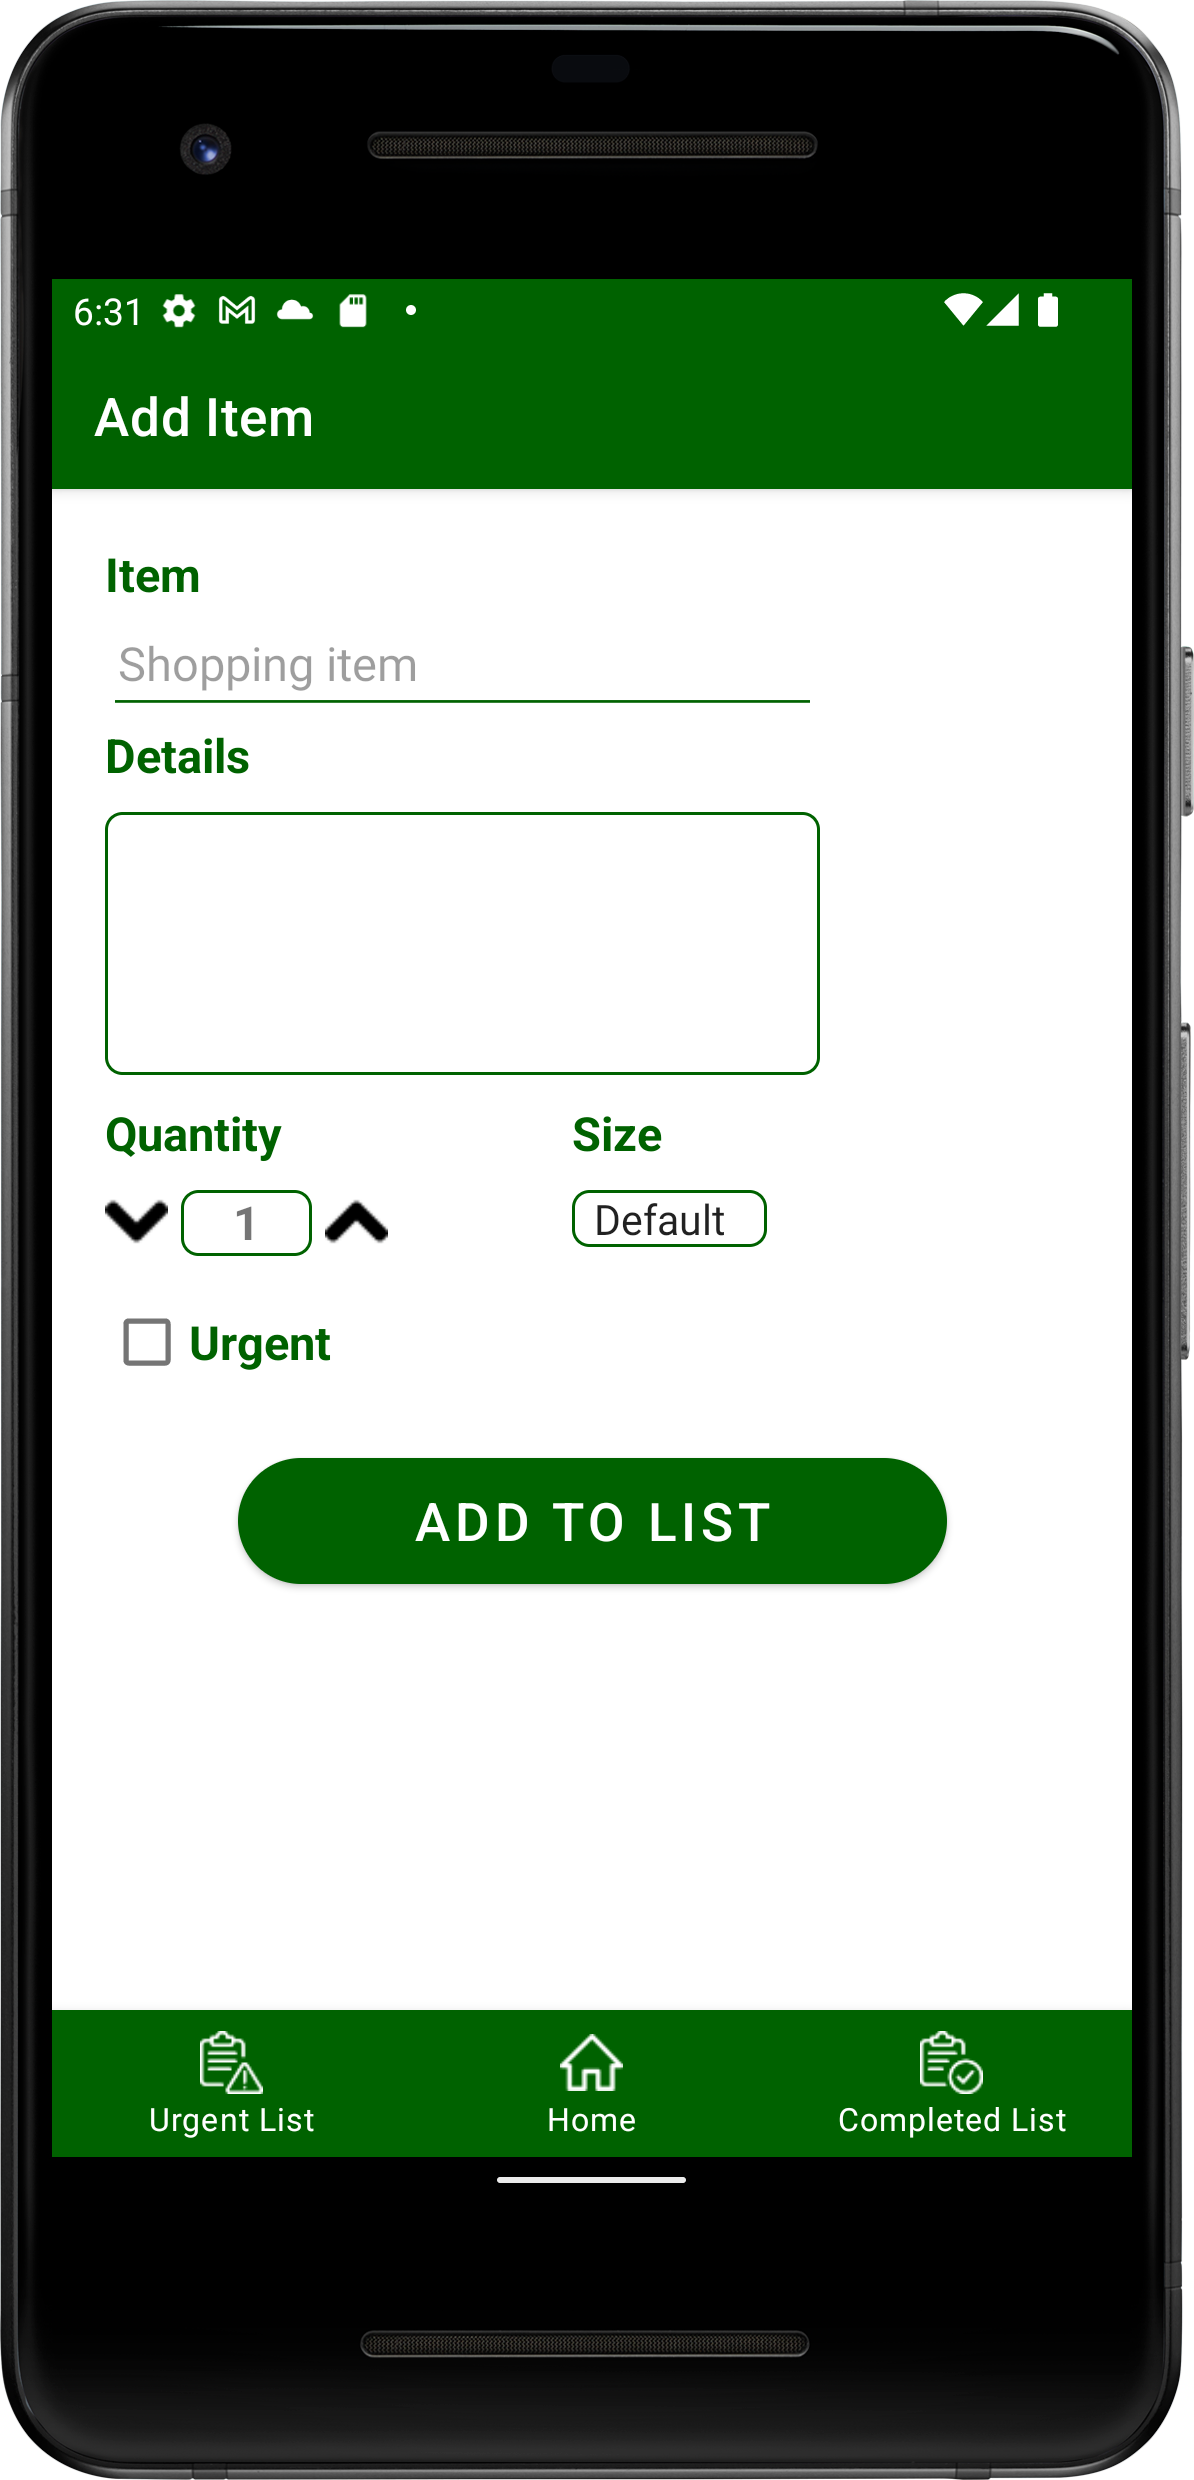 6:31
Add Item
Item
Shopping item
Details
Quantity
Size
1
Default
Urgent
ADD TO LIST
Urgent List
Home
Completed List